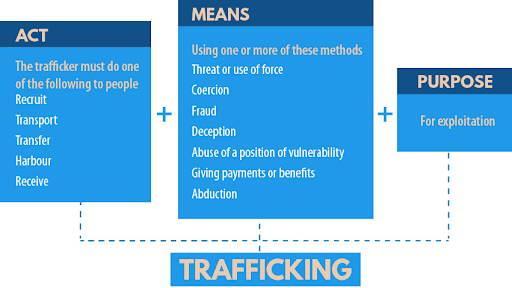 ACT
The trafficker must do one
of the following to people
Recruit
Transport
Transfer
Harbour
Receive
+
MEANS
Using one or more of these methods
Threat or use of force
Coercion
Fraud
Deception
Abuse of a position of vulnerability
Giving payments or benefits
Abduction
+
PURPOSE
For exploitation
TRAFFICKING